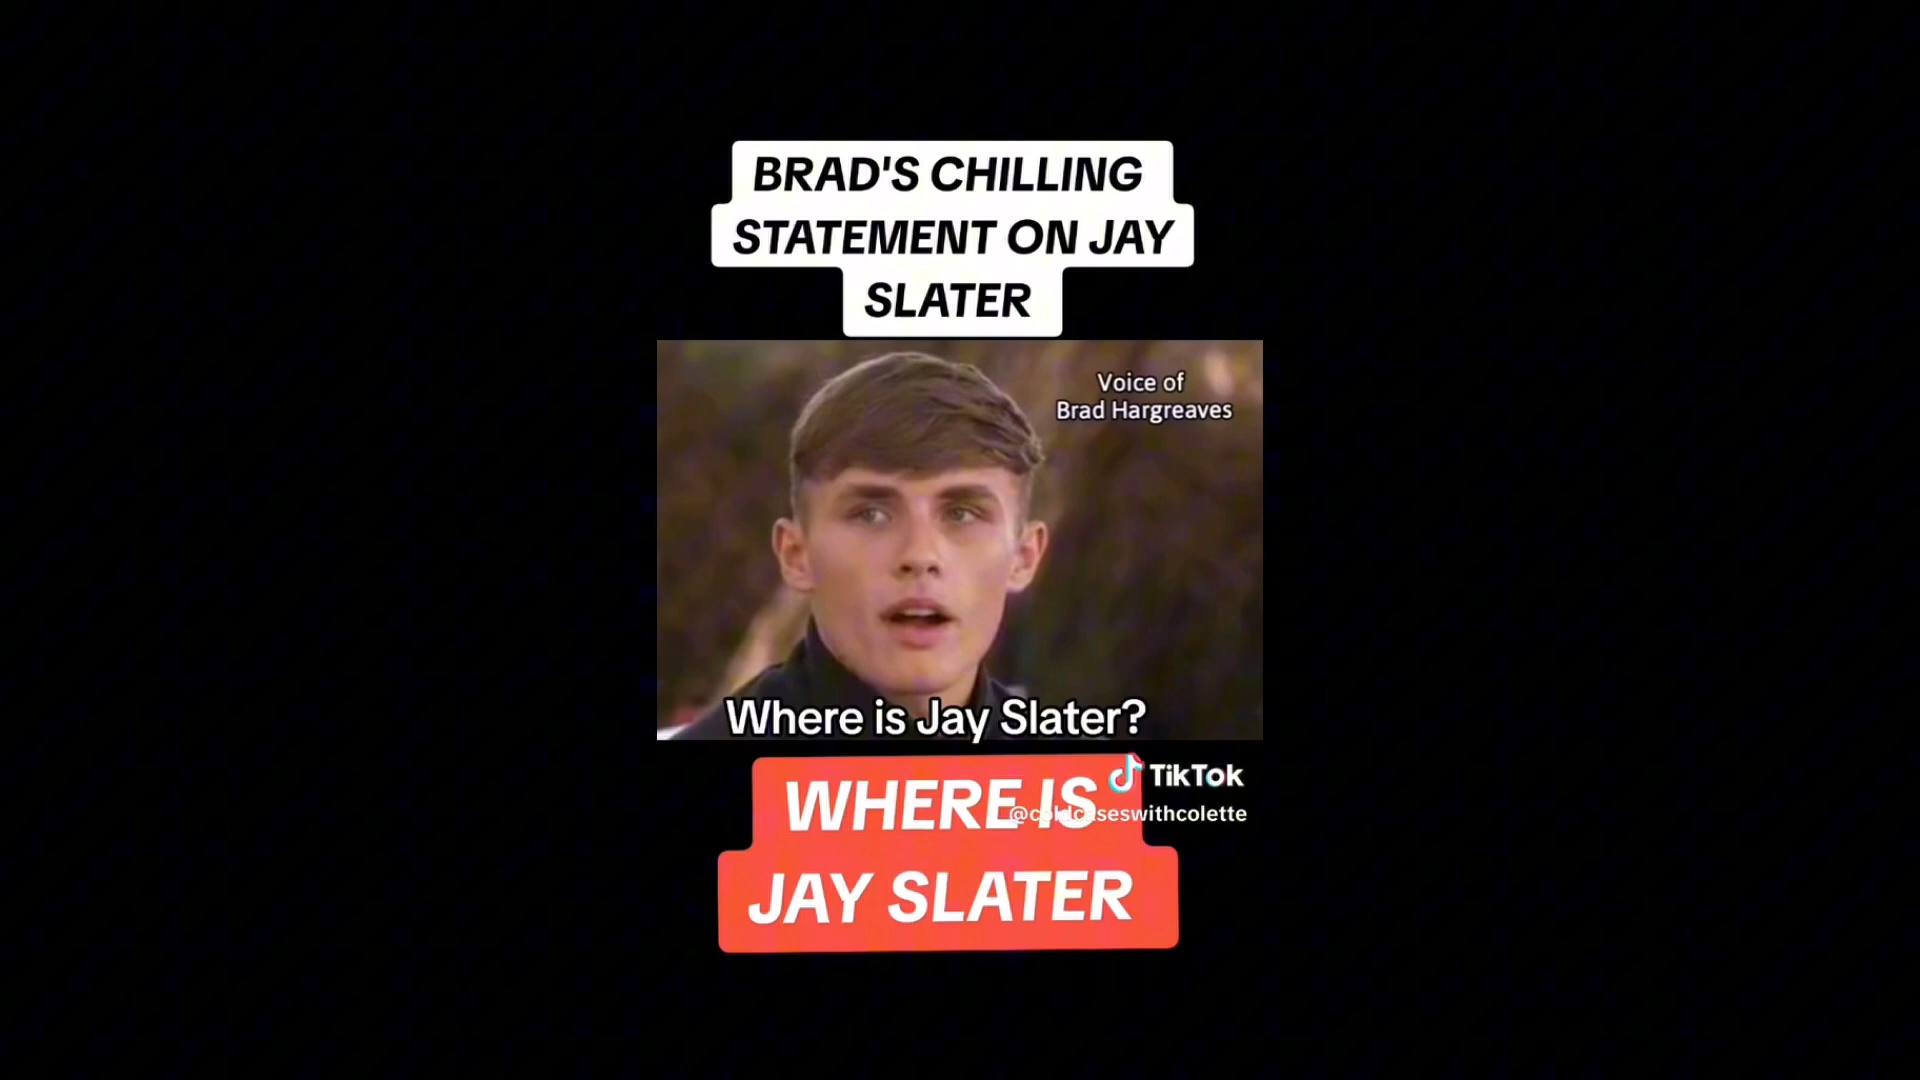 BRAD'S CHILLING
STATEMENT ON JAY
SLATER
Voice of
Brad Hargreaves
Where is Jay Slater?
WHERE IS
TikTok
@coldcaseswithcolette
JAY SLATER